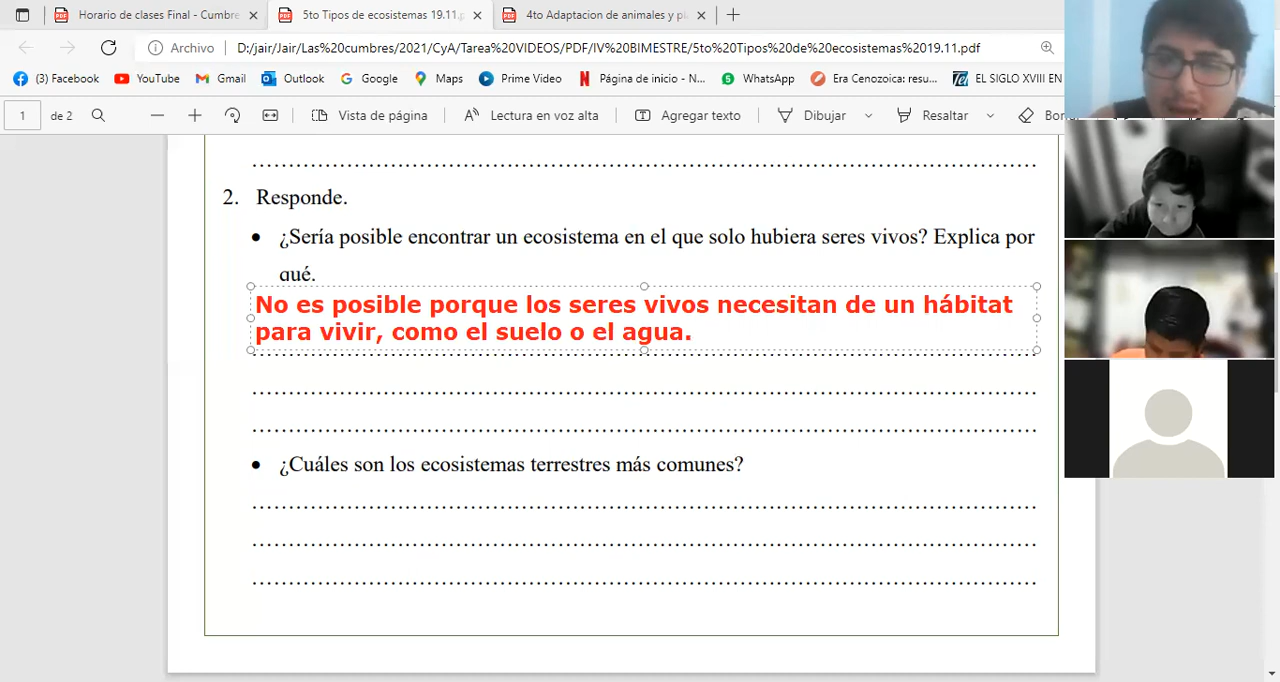 Horario de clases Final - Cumbre
5to Tipos de ecosistemas 19.11.p
4to Adaptacion de animales y pl
Archivo
D:/jair/Jair/Las%20cumbres/2021/CyA/Tarea%20VIDEOS/PDF/IV%20BIMESTRE/5to%20Tipos%20de%20ecosistemas%2019.11.pdf
(3) Facebook
YouTube
Gmail
Outlook
Google
Maps
Prime Video
Página de inicio - N...
WhatsApp
Era Cenozoica: resu...
EL SIGLO XVIII EN
1 de 2
Vista de página
Lectura en voz alta
Agregar texto
Dibujar
Resaltar
Bor
2. Responde.
• ¿Sería posible encontrar un ecosistema en el que solo hubiera seres vivos? Explica por
qué.
No es posible porque los seres vivos necesitan de un hábitat
para vivir, como el suelo o el agua.
• ¿Cuáles son los ecosistemas terrestres más comunes?